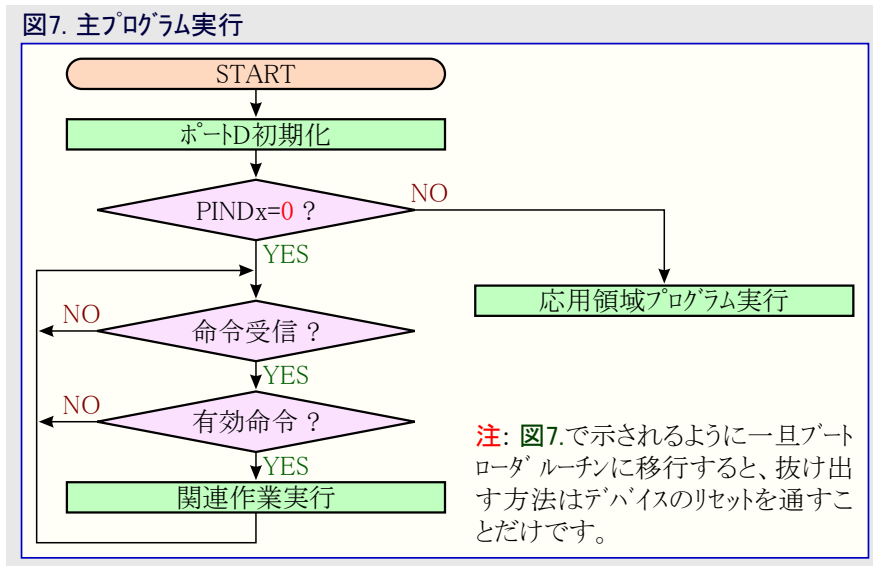 図7. 主プログラム実行
START
ポートD初期化
PINDx=0 ?
NO
YES
応用領域プログラム実行
NO
命令受信 ?
YES
NO
有効命令 ?
YES
関連作業実行
注: 図7.で示されるように一旦ブート
ローダ ルーチンに移行すると、抜け出
す方法はデバイスのリセットを通すこ
とだけです。